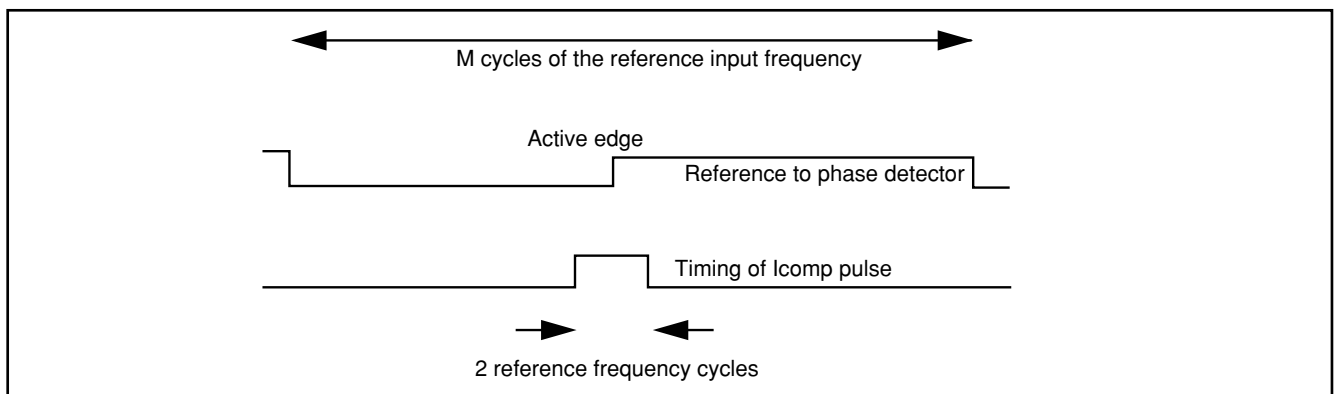 M cycles of the reference input frequency
Active edge
Reference to phase detector
Timing of Icomp pulse
2 reference frequency cycles